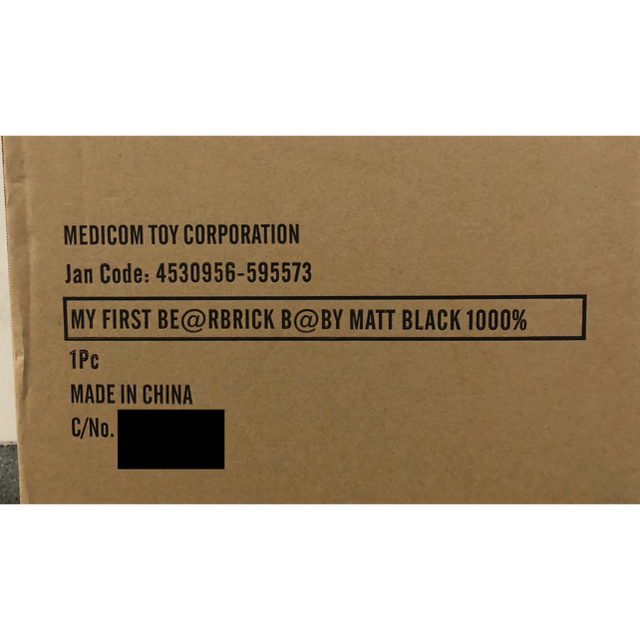 MEDICOM TOY CORPORATION
Jan Code: 4530956-595573
MY FIRST BE@RBRICK B@BY MATT BLACK 1000%
1Pc
MADE IN CHINA
C/No.